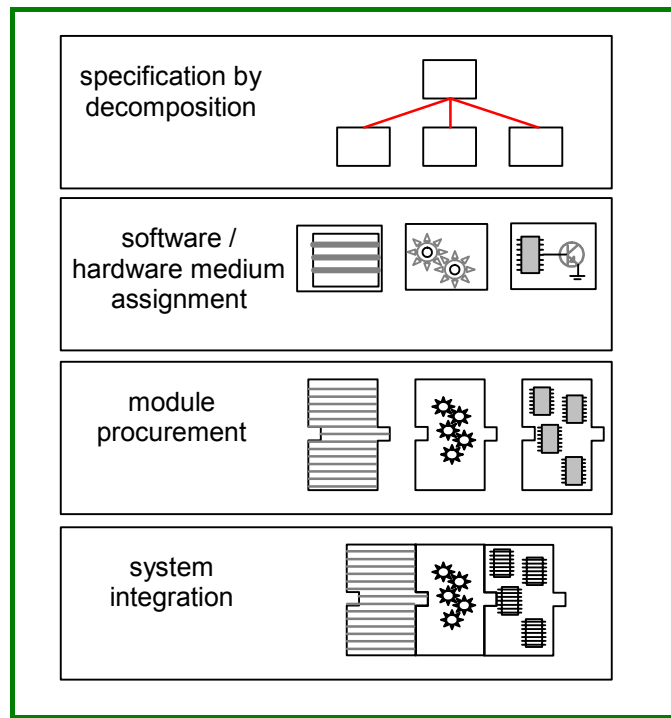 specification by
decomposition
software /
hardware medium
assignment
module
procurement
system
integration